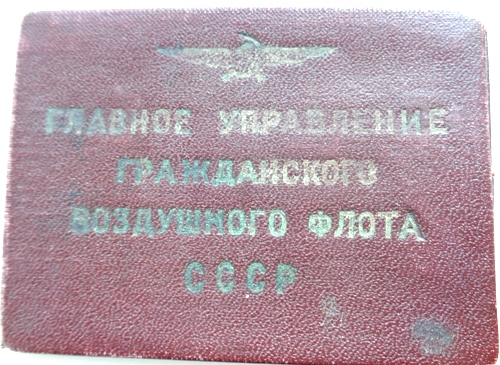 ГЛАВНОЕ УПРАВЛЕНИЕ
ГРАЖДАНСКОГО
ВОЗДУШНОГО ФЛОТА
СССР